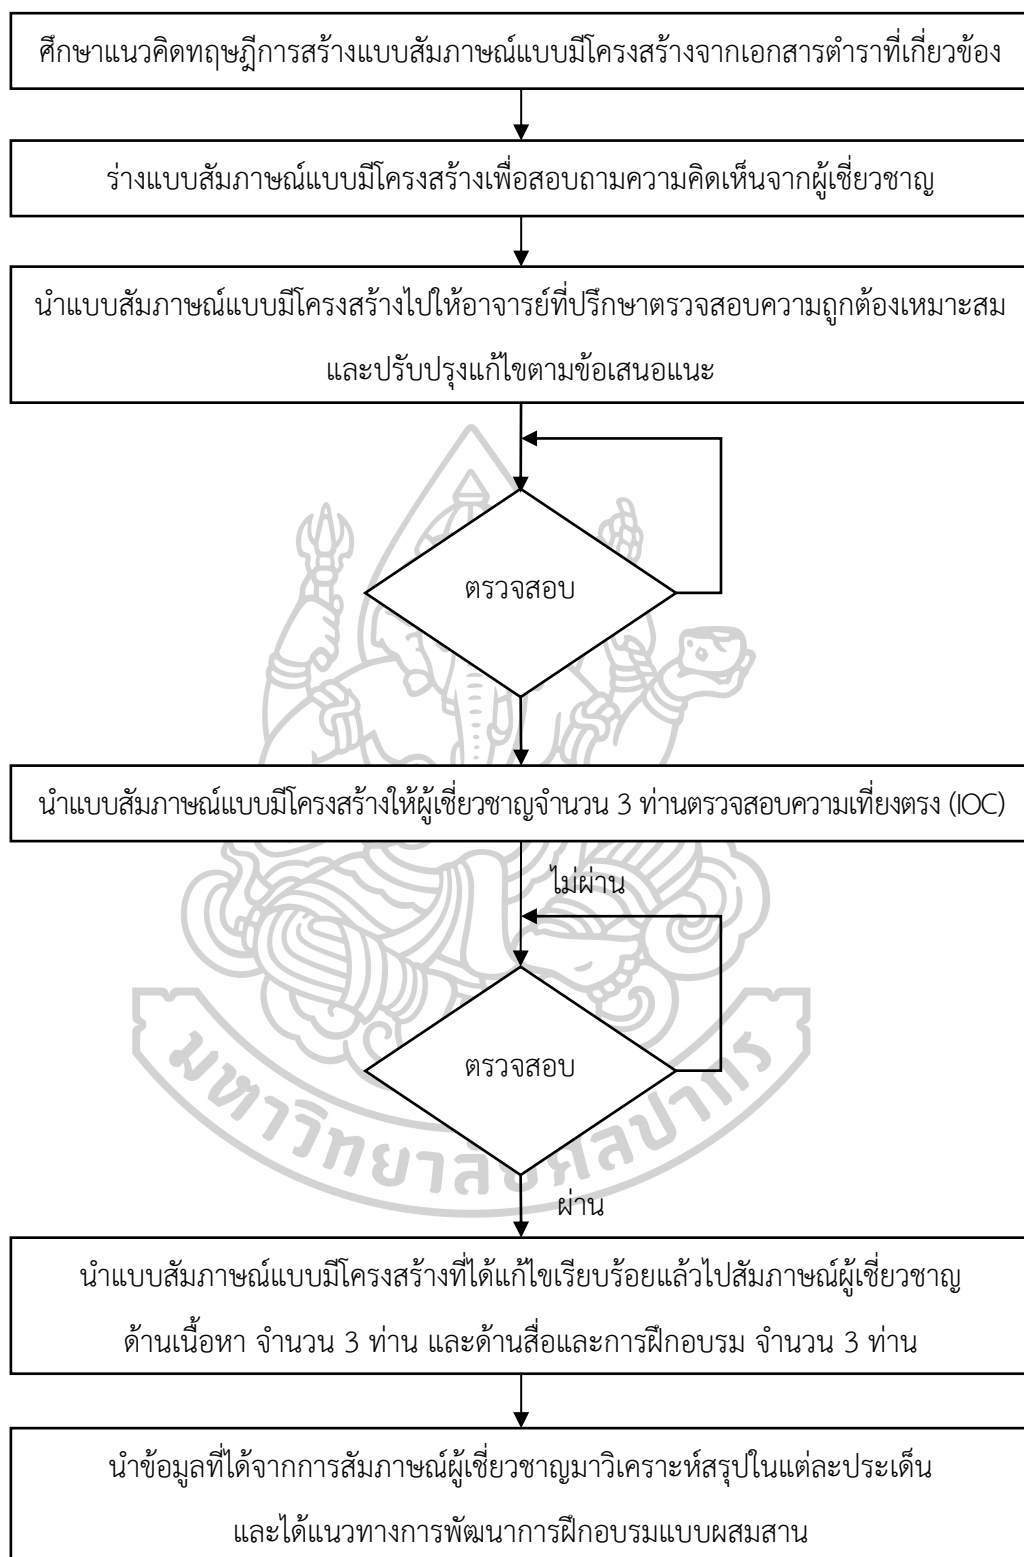 ศึกษาแนวคิดทฤษฎีการสร้างแบบสัมภาษณ์แบบมีโครงสร้างจากเอกสารตำราที่เกี่ยวข้อง
ร่างแบบสัมภาษณ์แบบมีโครงสร้างเพื่อสอบถามความคิดเห็นจากผู้เชี่ยวชาญ
นำแบบสัมภาษณ์แบบมีโครงสร้างไปให้อาจารย์ที่ปรึกษาตรวจสอบความถูกต้องเหมาะสม
และปรับปรุงแก้ไขตามข้อเสนอแนะ
ตรวจสอบ
นำแบบสัมภาษณ์แบบมีโครงสร้างให้ผู้เชี่ยวชาญจำนวน 3 ท่านตรวจสอบความเที่ยงตรง (IOC)
ไม่ผ่าน
ตรวจสอบ
มหาวิทยาลัยศิลปากร
ผ่าน
นำแบบสัมภาษณ์แบบมีโครงสร้างที่ได้แก้ไขเรียบร้อยแล้วไปสัมภาษณ์ผู้เชี่ยวชาญ
ด้านเนื้อหา จำนวน 3 ท่าน และด้านสื่อและการฝึกอบรม จำนวน 3 ท่าน
นำข้อมูลที่ได้จากการสัมภาษณ์ผู้เชี่ยวชาญมาวิเคราะห์สรุปในแต่ละประเด็น
และได้แนวทางการพัฒนาการฝึกอบรมแบบผสมสาน